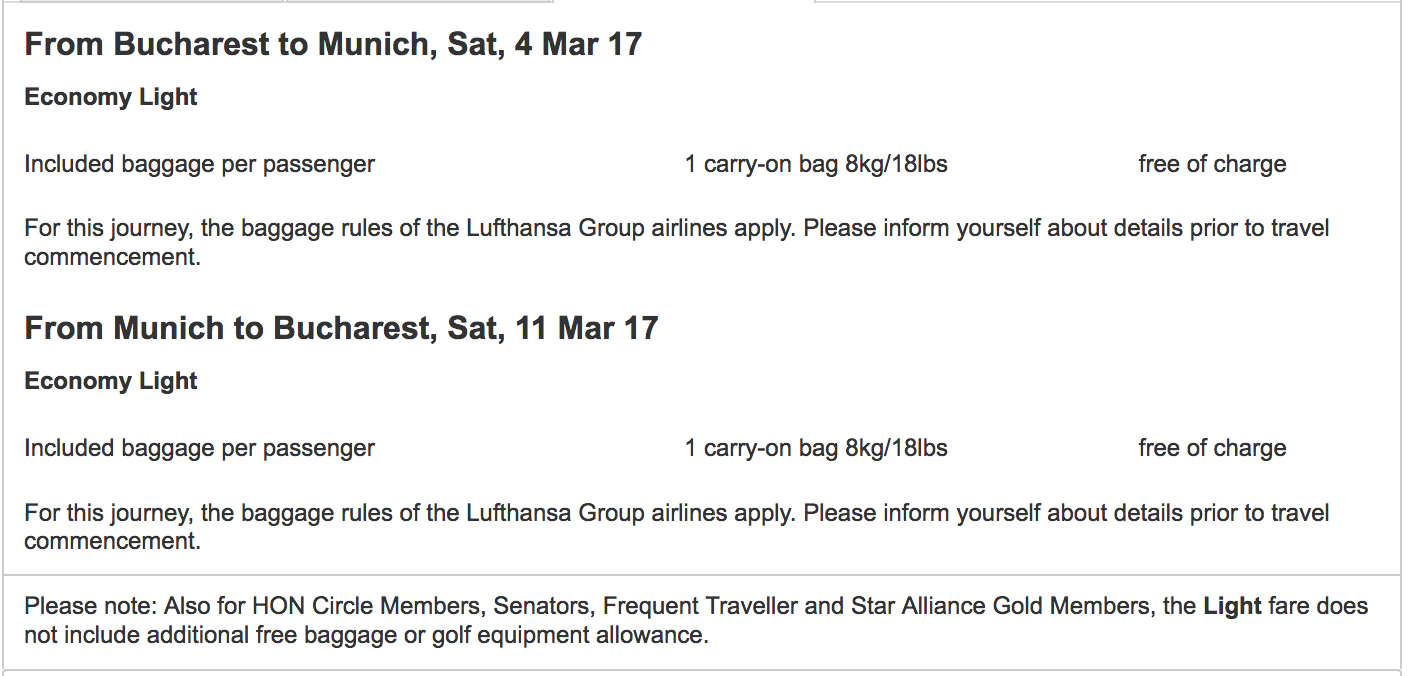 From Bucharest to Munich, Sat, 4 Mar 17
Economy Light
Included baggage per passenger 1 carry-on bag 8kg/18lbs free of charge
For this journey, the baggage rules of the Lufthansa Group airlines apply. Please inform yourself about details prior to travel
commencement.
From Munich to Bucharest, Sat, 11 Mar 17
Economy Light
Included baggage per passenger 1 carry-on bag 8kg/18lbs free of charge
For this journey, the baggage rules of the Lufthansa Group airlines apply. Please inform yourself about details prior to travel
commencement.
Please note: Also for HON Circle Members, Senators, Frequent Traveller and Star Alliance Gold Members, the Light fare does
not include additional free baggage or golf equipment allowance.